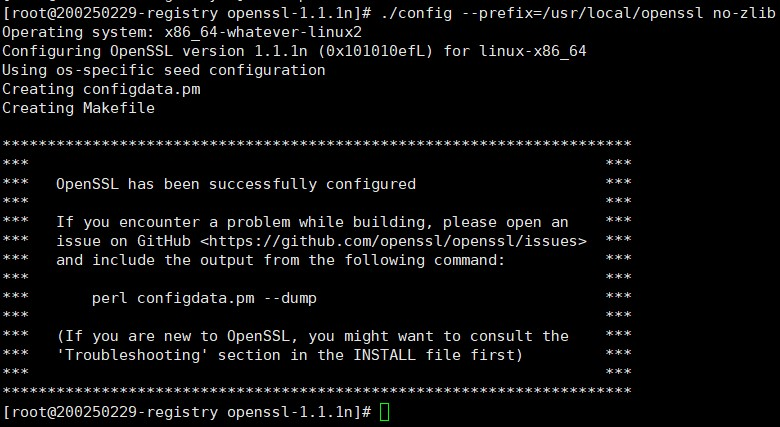 [root@200250229-registry openssl-1.1.1n]# ./config --prefix=/usr/local/openssl no-zlib
Operating system: x86_64-whatever-linux2
Configuring OpenSSL version 1.1.1n (0x101010efL) for linux-x86_64
Using os-specific seed configuration
Creating configdata.pm
Creating Makefile

**********************************************************************
***                                                                ***
***   OpenSSL has been successfully configured                     ***
***                                                                ***
***   If you encounter a problem while building, please open an    ***
***   issue on GitHub <https://github.com/openssl/openssl/issues>  ***
***   and include the output from the following command:           ***
***                                                                ***
***       perl configdata.pm --dump                                ***
***                                                                ***
***   (If you are new to OpenSSL, you might want to consult the    ***
***   'Troubleshooting' section in the INSTALL file first)         ***
***                                                                ***
**********************************************************************
[root@200250229-registry openssl-1.1.1n]#